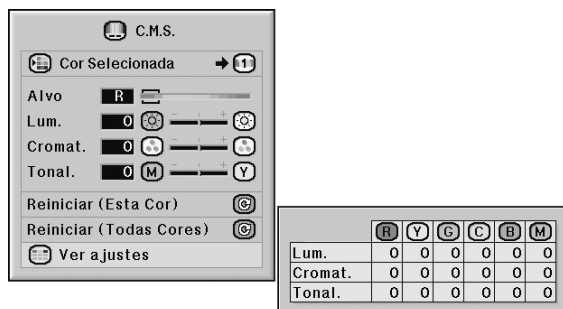 C.M.S.
Cor Selecionada 1
Alvo R
Lum. 0 - +
Cromat. 0 - +
Tonal. 0 M - + Y
Reiniciar (Esta Cor)
Reiniciar (Todas Cores)
Ver ajustes
R Y G C B M
Lum. 0 0 0 0 0 0
Cromat. 0 0 0 0 0 0
Tonal. 0 0 0 0 0 0